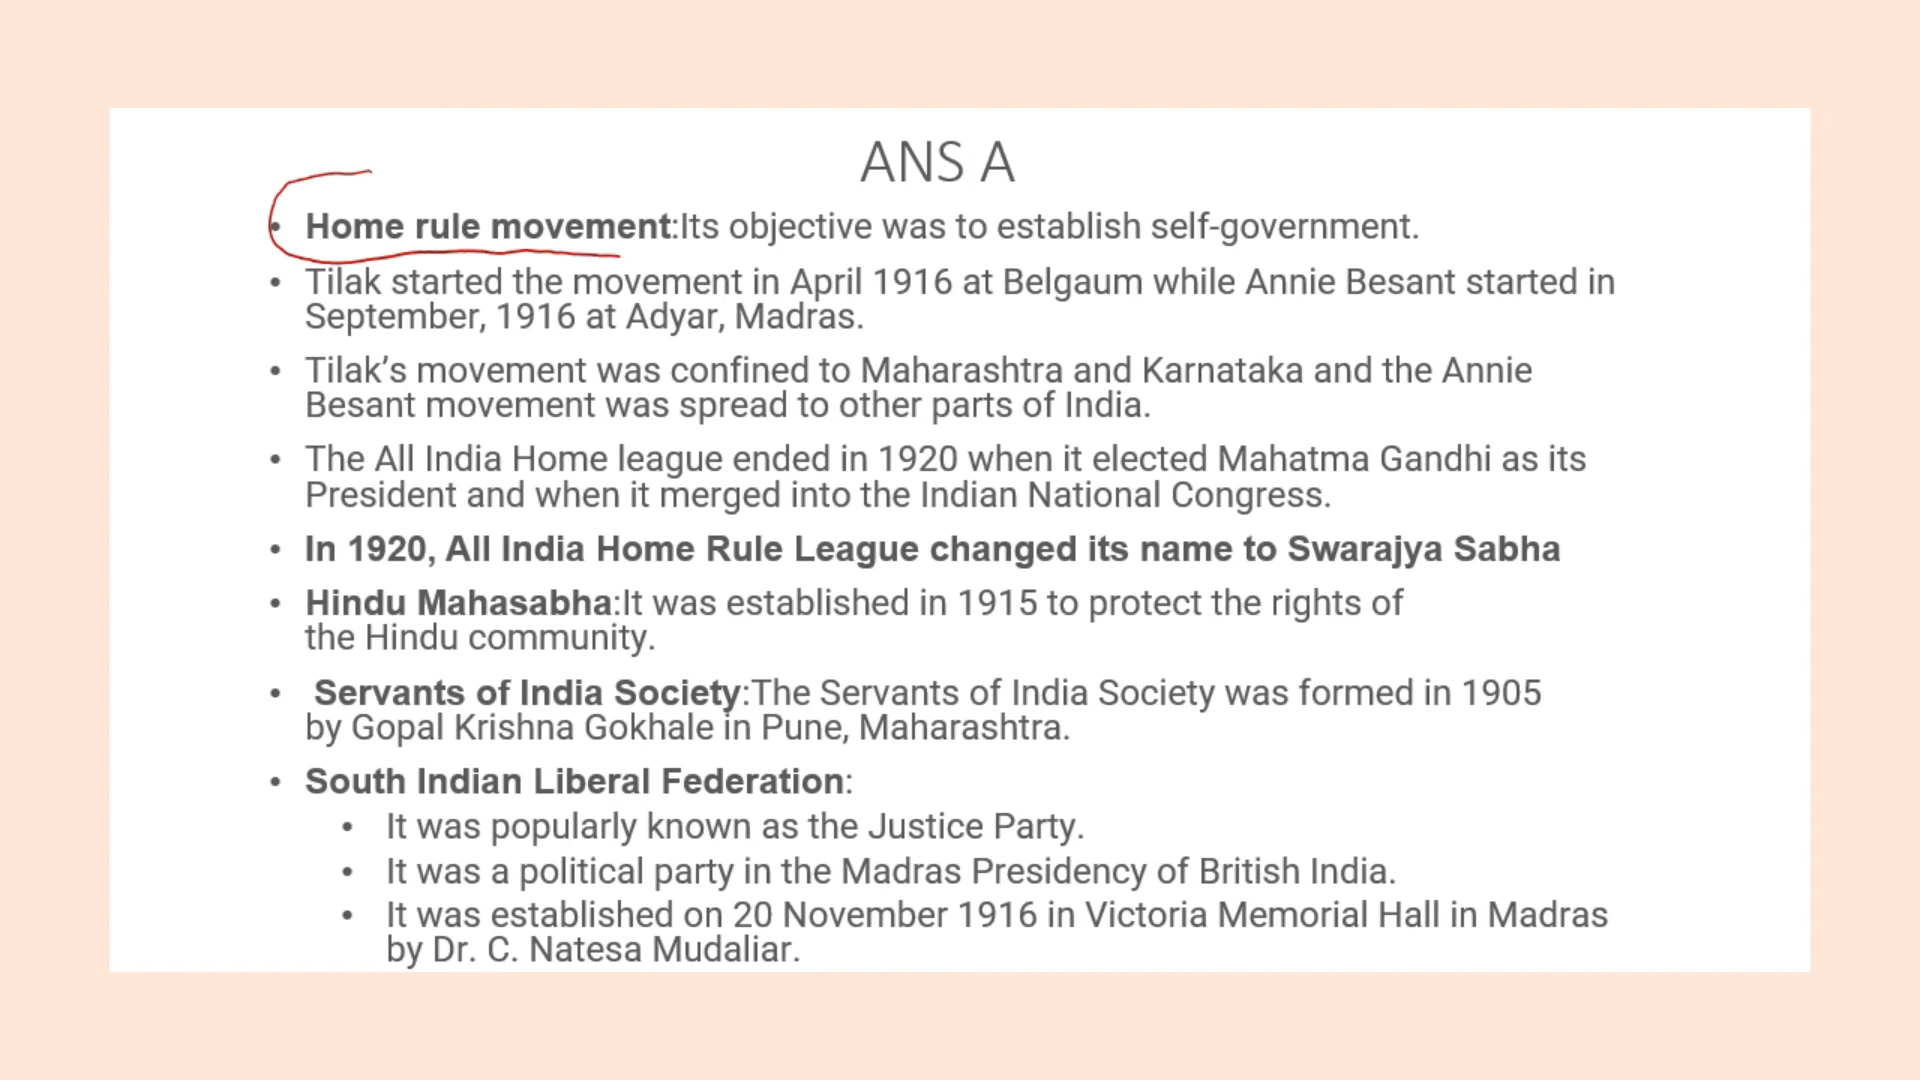 ANS A
• Home rule movement:Its objective was to establish self-government.
• Tilak started the movement in April 1916 at Belgaum while Annie Besant started in
September, 1916 at Adyar, Madras.
• Tilak’s movement was confined to Maharashtra and Karnataka and the Annie
Besant movement was spread to other parts of India.
• The All India Home league ended in 1920 when it elected Mahatma Gandhi as its
President and when it merged into the Indian National Congress.
• In 1920, All India Home Rule League changed its name to Swarajya Sabha
• Hindu Mahasabha:It was established in 1915 to protect the rights of
the Hindu community.
• Servants of India Society:The Servants of India Society was formed in 1905
by Gopal Krishna Gokhale in Pune, Maharashtra.
• South Indian Liberal Federation:
• It was popularly known as the Justice Party.
• It was a political party in the Madras Presidency of British India.
• It was established on 20 November 1916 in Victoria Memorial Hall in Madras
by Dr. C. Natesa Mudaliar.